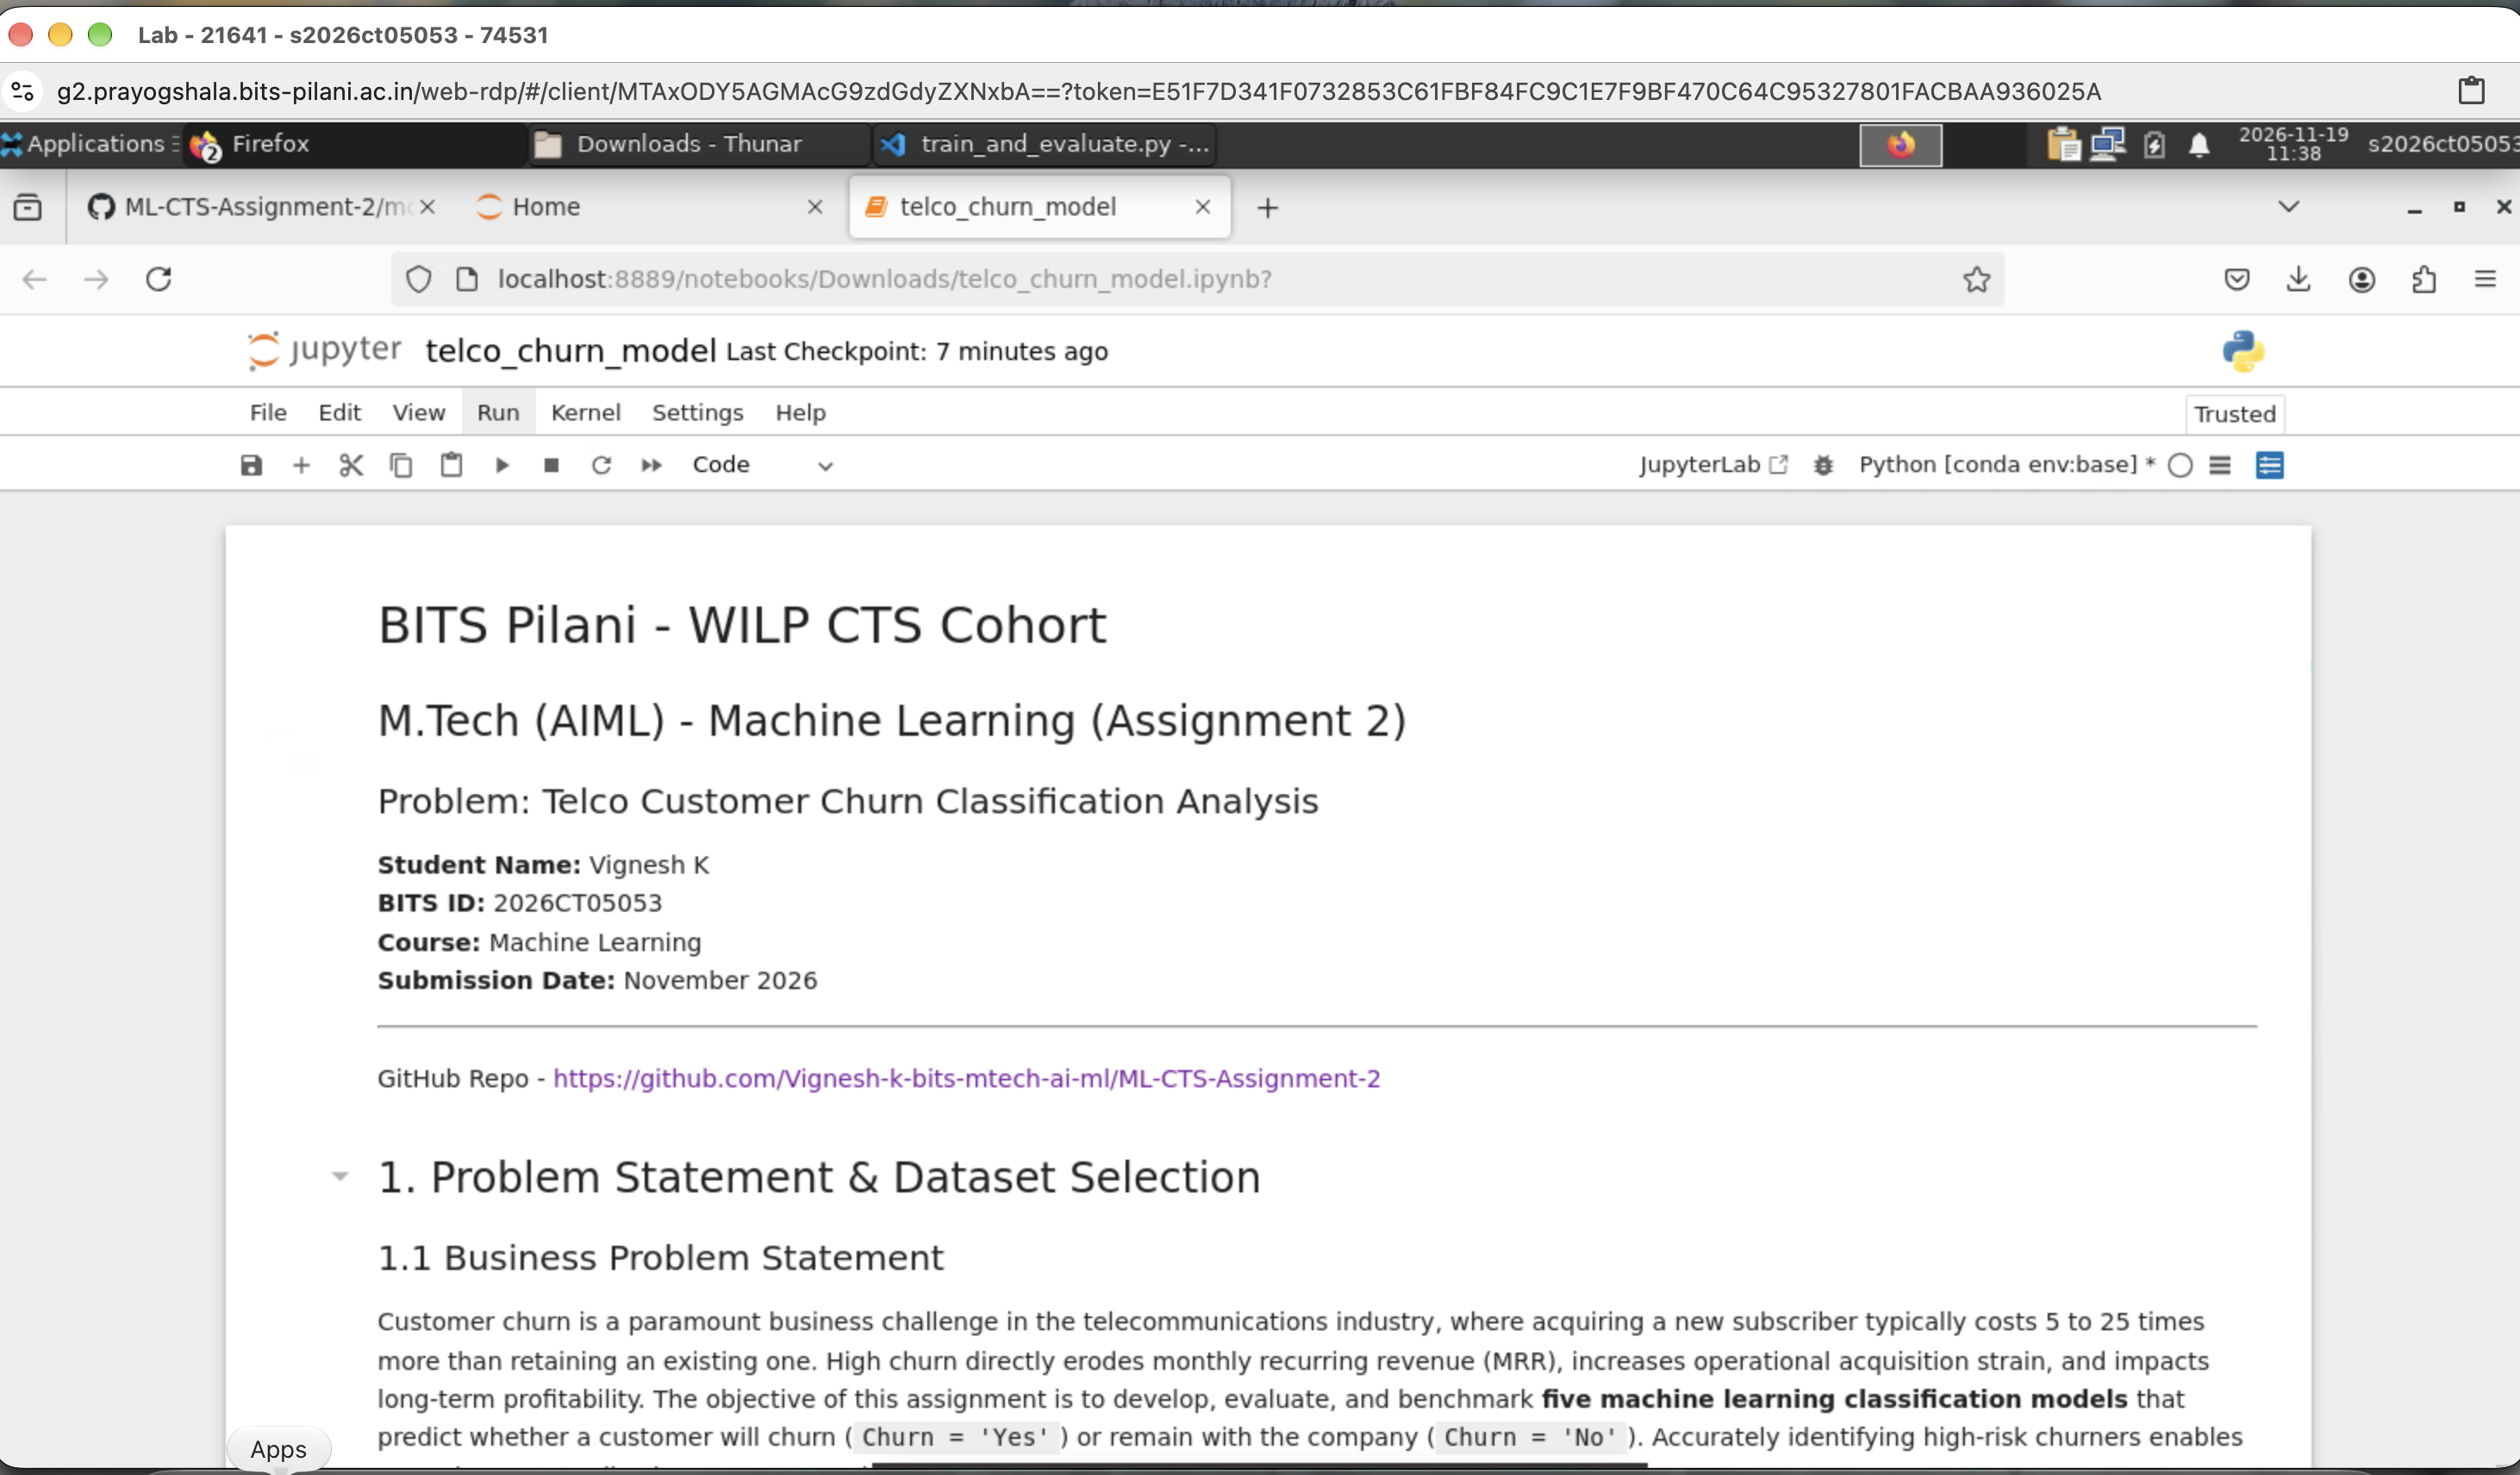 Lab - 21641 - s2026ct05053 - 74531
g2.prayogshala.bits-pilani.ac.in/web-rdp/#/client/MTAxODY5AGMAcG9zdGdyZXNxbA==?token=E51F7D341F0732853C61FBF84FC9C1E7F9BF470C64C95327801FACBAA936025A
Applications Firefox Downloads - Thunar train_and_evaluate.py -... 2026-11-19 11:38 s2026ct05053
ML-CTS-Assignment-2/mo Home telco_churn_model
localhost:8889/notebooks/Downloads/telco_churn_model.ipynb?
jupyter telco_churn_model Last Checkpoint: 7 minutes ago
File Edit View Run Kernel Settings Help Trusted
Code JupyterLab Python [conda env:base] *
BITS Pilani - WILP CTS Cohort
M.Tech (AIML) - Machine Learning (Assignment 2)
Problem: Telco Customer Churn Classification Analysis
Student Name: Vignesh K
BITS ID: 2026CT05053
Course: Machine Learning
Submission Date: November 2026
GitHub Repo - https://github.com/Vignesh-k-bits-mtech-ai-ml/ML-CTS-Assignment-2
1. Problem Statement & Dataset Selection
1.1 Business Problem Statement
Customer churn is a paramount business challenge in the telecommunications industry, where acquiring a new subscriber typically costs 5 to 25 times
more than retaining an existing one. High churn directly erodes monthly recurring revenue (MRR), increases operational acquisition strain, and impacts
long-term profitability. The objective of this assignment is to develop, evaluate, and benchmark five machine learning classification models that
predict whether a customer will churn ( Churn = 'Yes' ) or remain with the company ( Churn = 'No' ). Accurately identifying high-risk churners enables
Apps